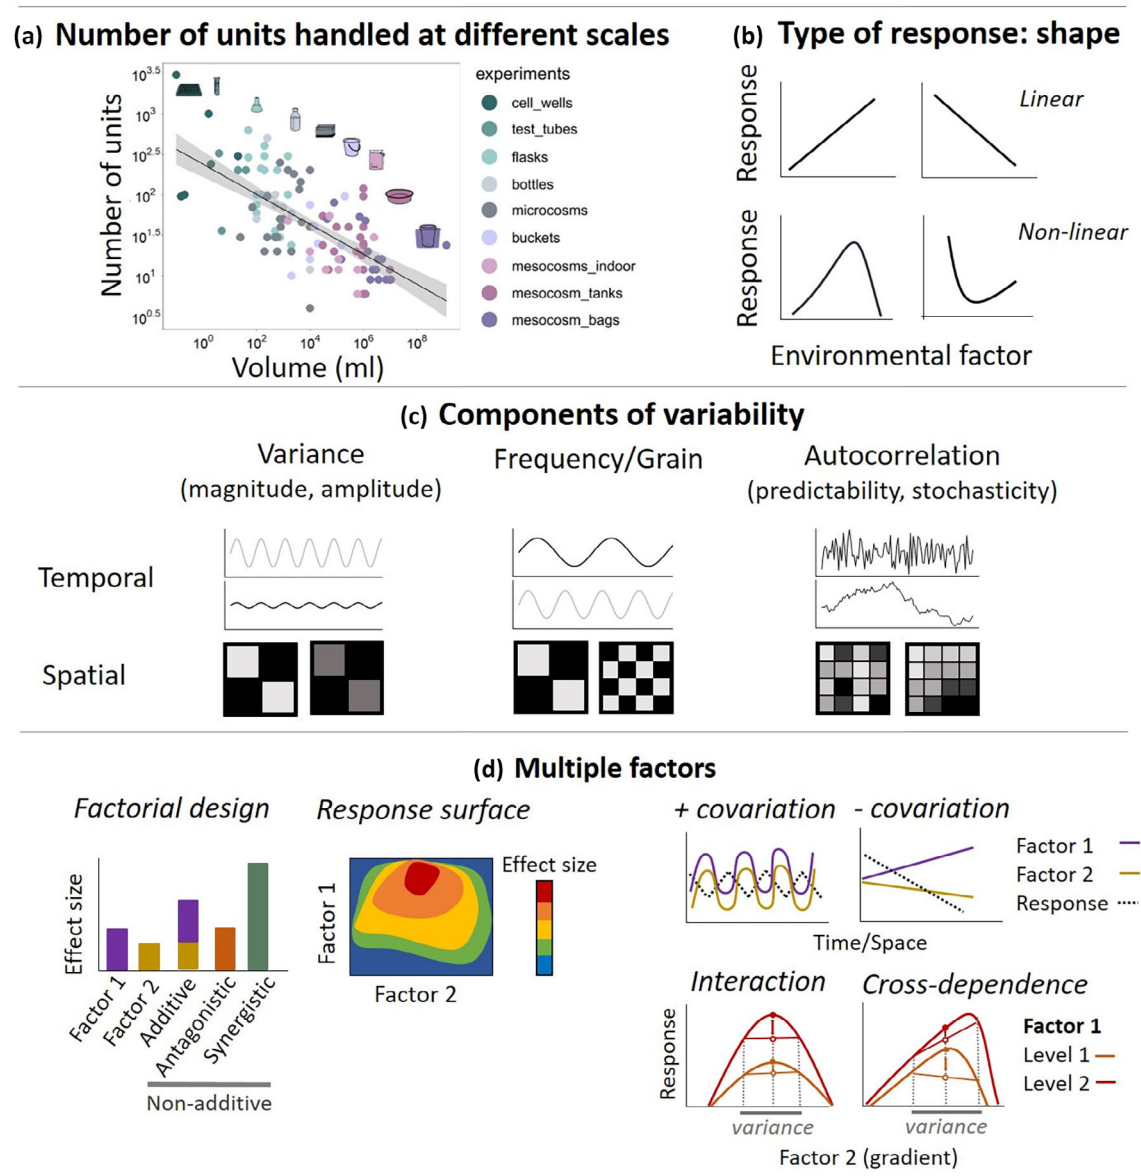 (a) Number of units handled at different scales
Number of units
10^3.5
10^3
10^2.5
10^2
10^1.5
10^1
10^0.5
10^0
10^2
10^4
10^6
10^8
Volume (ml)
experiments
cell_wells
test_tubes
flasks
bottles
microcosms
buckets
mesocosms_indoor
mesocosm_tanks
mesocosm_bags
(b) Type of response: shape
Response
Linear
Response
Non-linear
Environmental factor
(c) Components of variability
Variance
(magnitude, amplitude)
Frequency/Grain
Autocorrelation
(predictability, stochasticity)
Temporal
Spatial
(d) Multiple factors
Factorial design
Effect size
Factor 1
Factor 2
Additive
Antagonistic
Synergistic
Non-additive
Response surface
Factor 1
Factor 2
Effect size
+ covariation
- covariation
Factor 1
Factor 2
Response
Time/Space
Interaction
Cross-dependence
Response
Factor 1
Level 1
Level 2
variance
variance
Factor 2 (gradient)